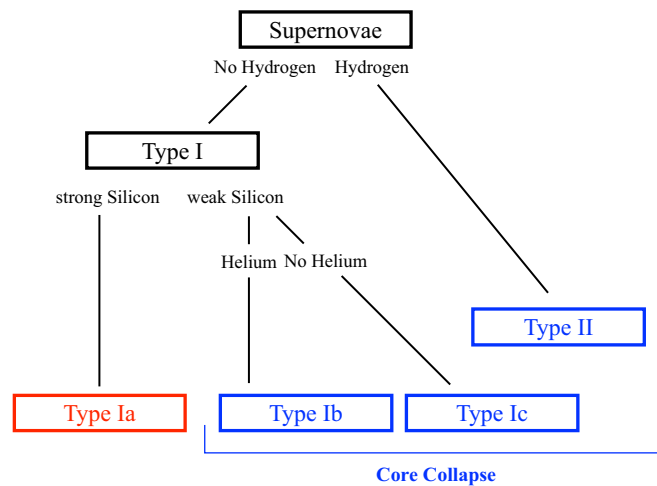 Supernovae
No Hydrogen Hydrogen
Type I
strong Silicon weak Silicon
Helium No Helium
Type II
Type Ia Type Ib Type Ic
Core Collapse